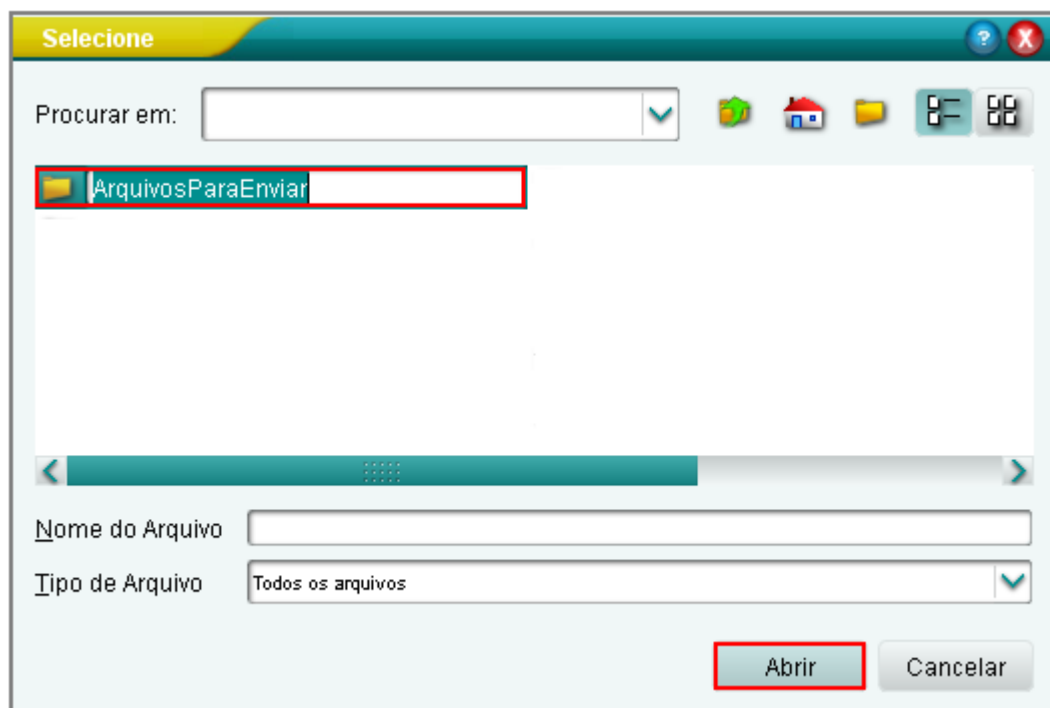 Selecione
Procurar em:
ArquivosParaEnviar
Nome do Arquivo
Tipo de Arquivo Todos os arquivos
Abrir Cancelar